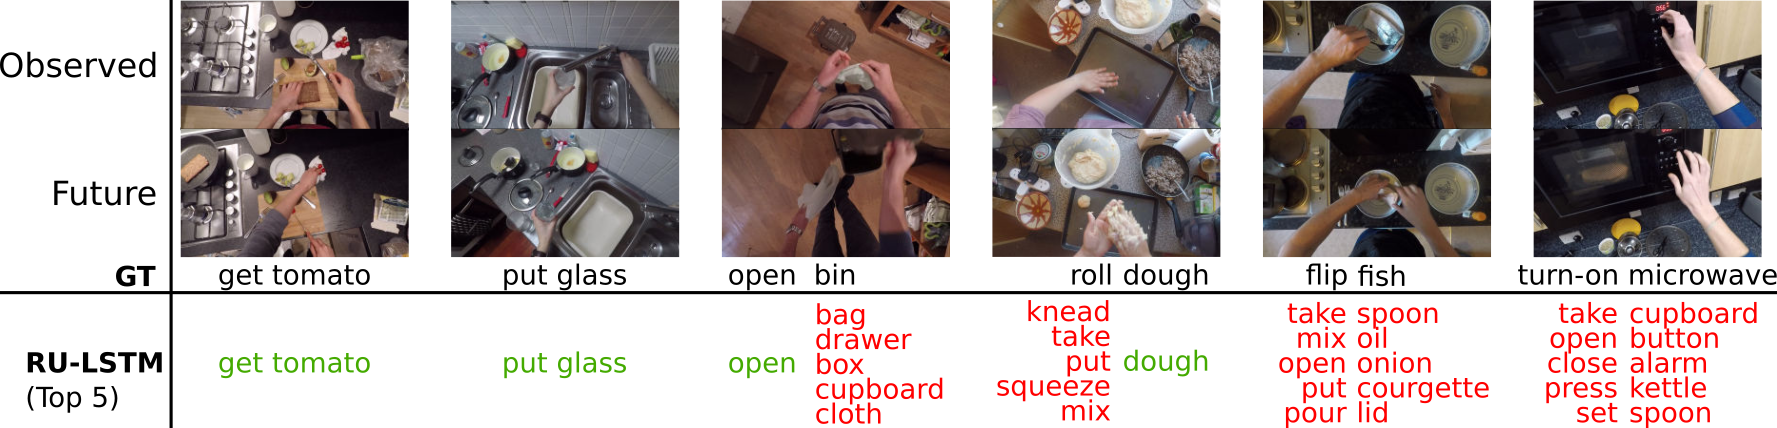 Observed
Future
GT get tomato put glass open bin roll dough flip fish turn-on microwave
RU-LSTM
(Top 5)
get tomato
put glass
open
bag
drawer
box
cupboard
cloth
knead
take
put
squeeze
mix
dough
take spoon
mix oil
open onion
put courgette
pour lid
take cupboard
open button
close alarm
press kettle
set spoon